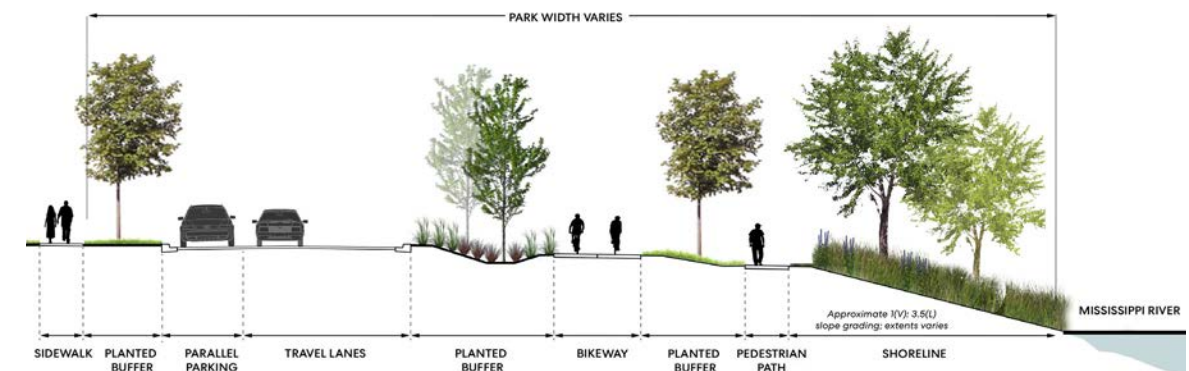 PARK WIDTH VARIES
Approximate 1(V): 3.5(L)
slope grading; extents varies
MISSISSIPPI RIVER
SIDEWALK
PLANTED
BUFFER
PARALLEL
PARKING
TRAVEL LANES
PLANTED
BUFFER
BIKEWAY
PLANTED
BUFFER
PEDESTRIAN
PATH
SHORELINE